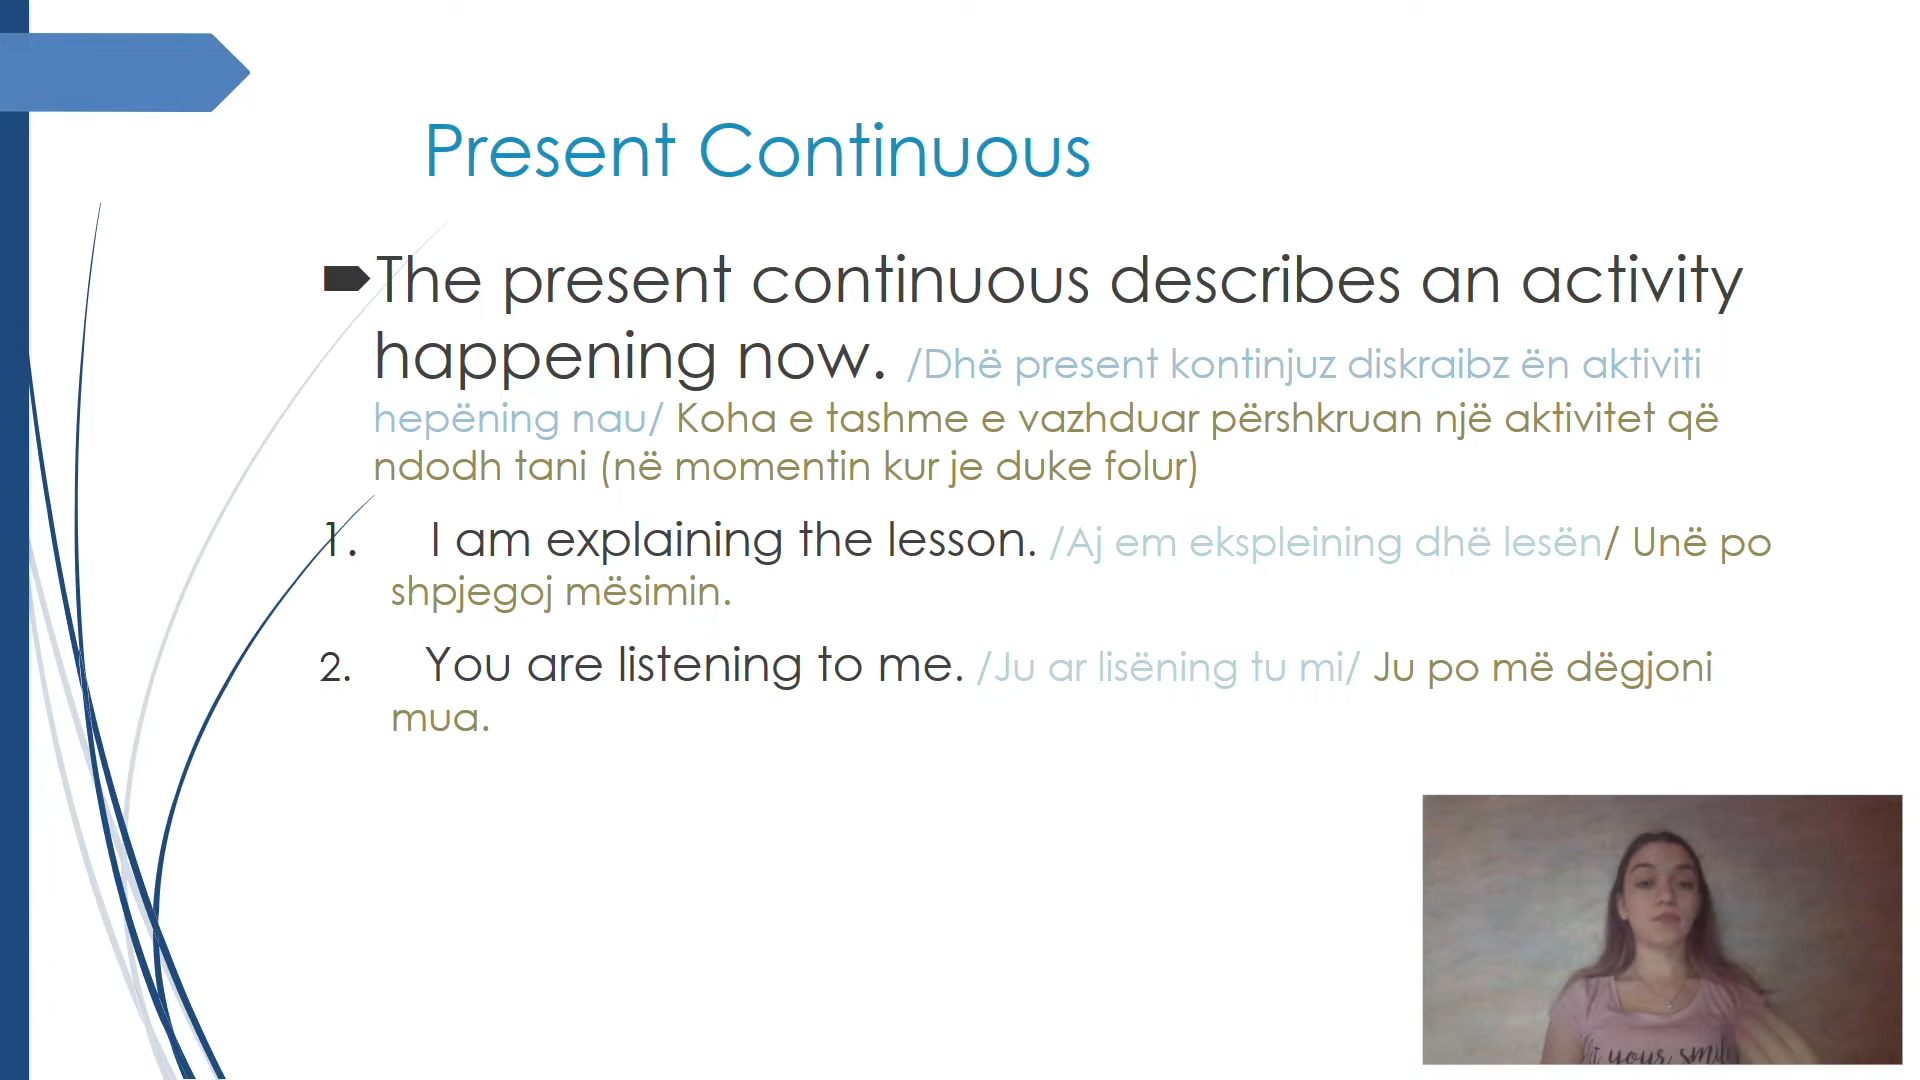 Present Continuous
The present continuous describes an activity
happening now. /Dhë present kontinjuz diskraibz ën aktiviti
hepëning nau/ Koha e tashme e vazhduar përshkruan një aktivitet që
ndodh tani (në momentin kur je duke folur)
1. I am explaining the lesson. /Aj em ekspleining dhë lesën/ Unë po
shpjegoj mësimin.
2. You are listening to me. /Ju ar lisëning tu mi/ Ju po më dëgjoni
mua.
your